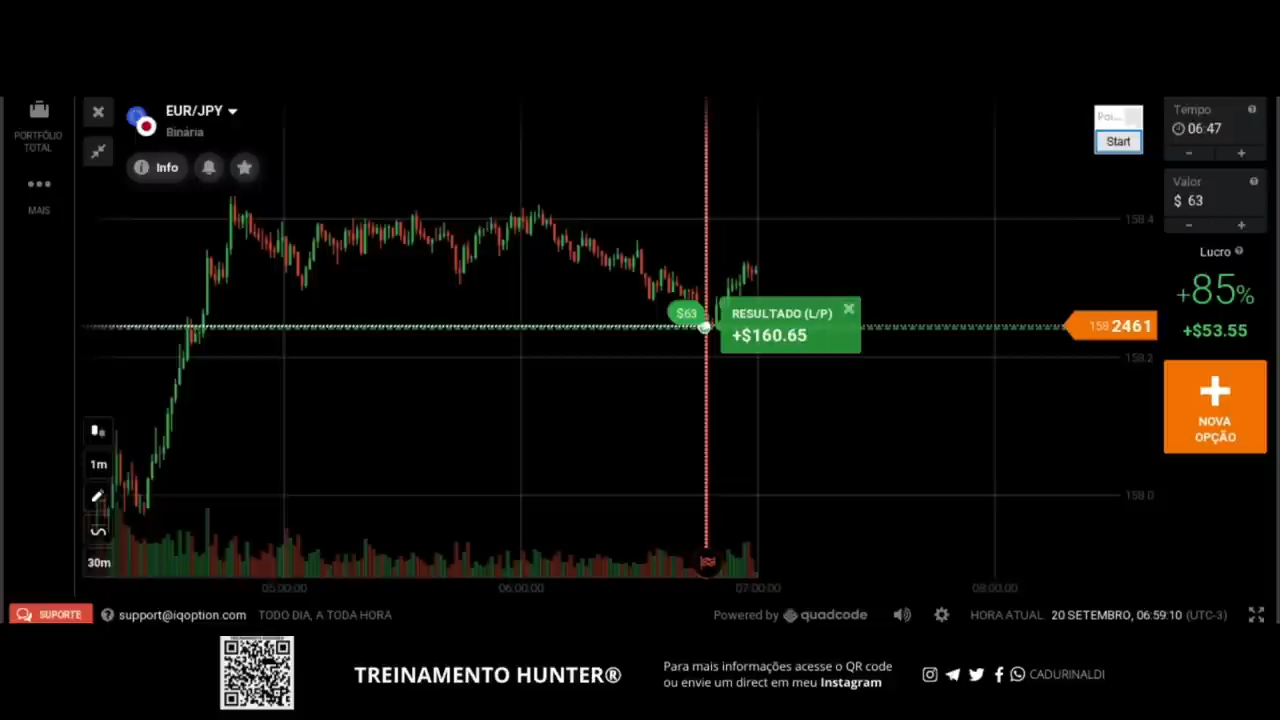 PORTFÓLIO
TOTAL
MAIS
EUR/JPY
Binária
Info
Start
Tempo
06:47
Valor
$ 63
Lucro
+85%
+$53.55
NOVA
OPÇÃO
158.4
158 2461
158.2
158.0
$63
RESULTADO (L/P)
+$160.65
1m
30m
05:00:00
06:00:00
07:00:00
08:00:00
SUPORTE
support@iqoption.com
TODO DIA, A TODA HORA
Powered by quadcode
HORA ATUAL: 20 SETEMBRO, 06:59:10 (UTC-3)
TREINAMENTO HUNTER®
Para mais informações acesse o QR code
ou envie um direct em meu Instagram
CADURINALDI